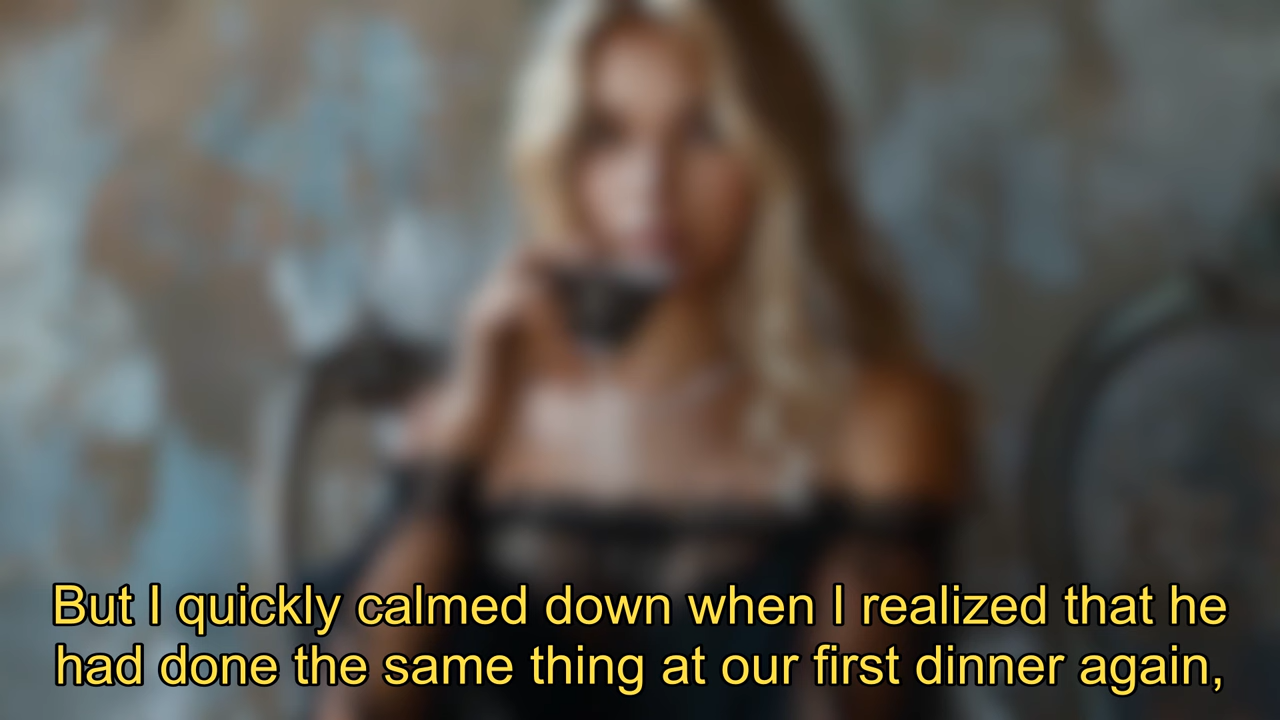 But I quickly calmed down when I realized that he
had done the same thing at our first dinner again,